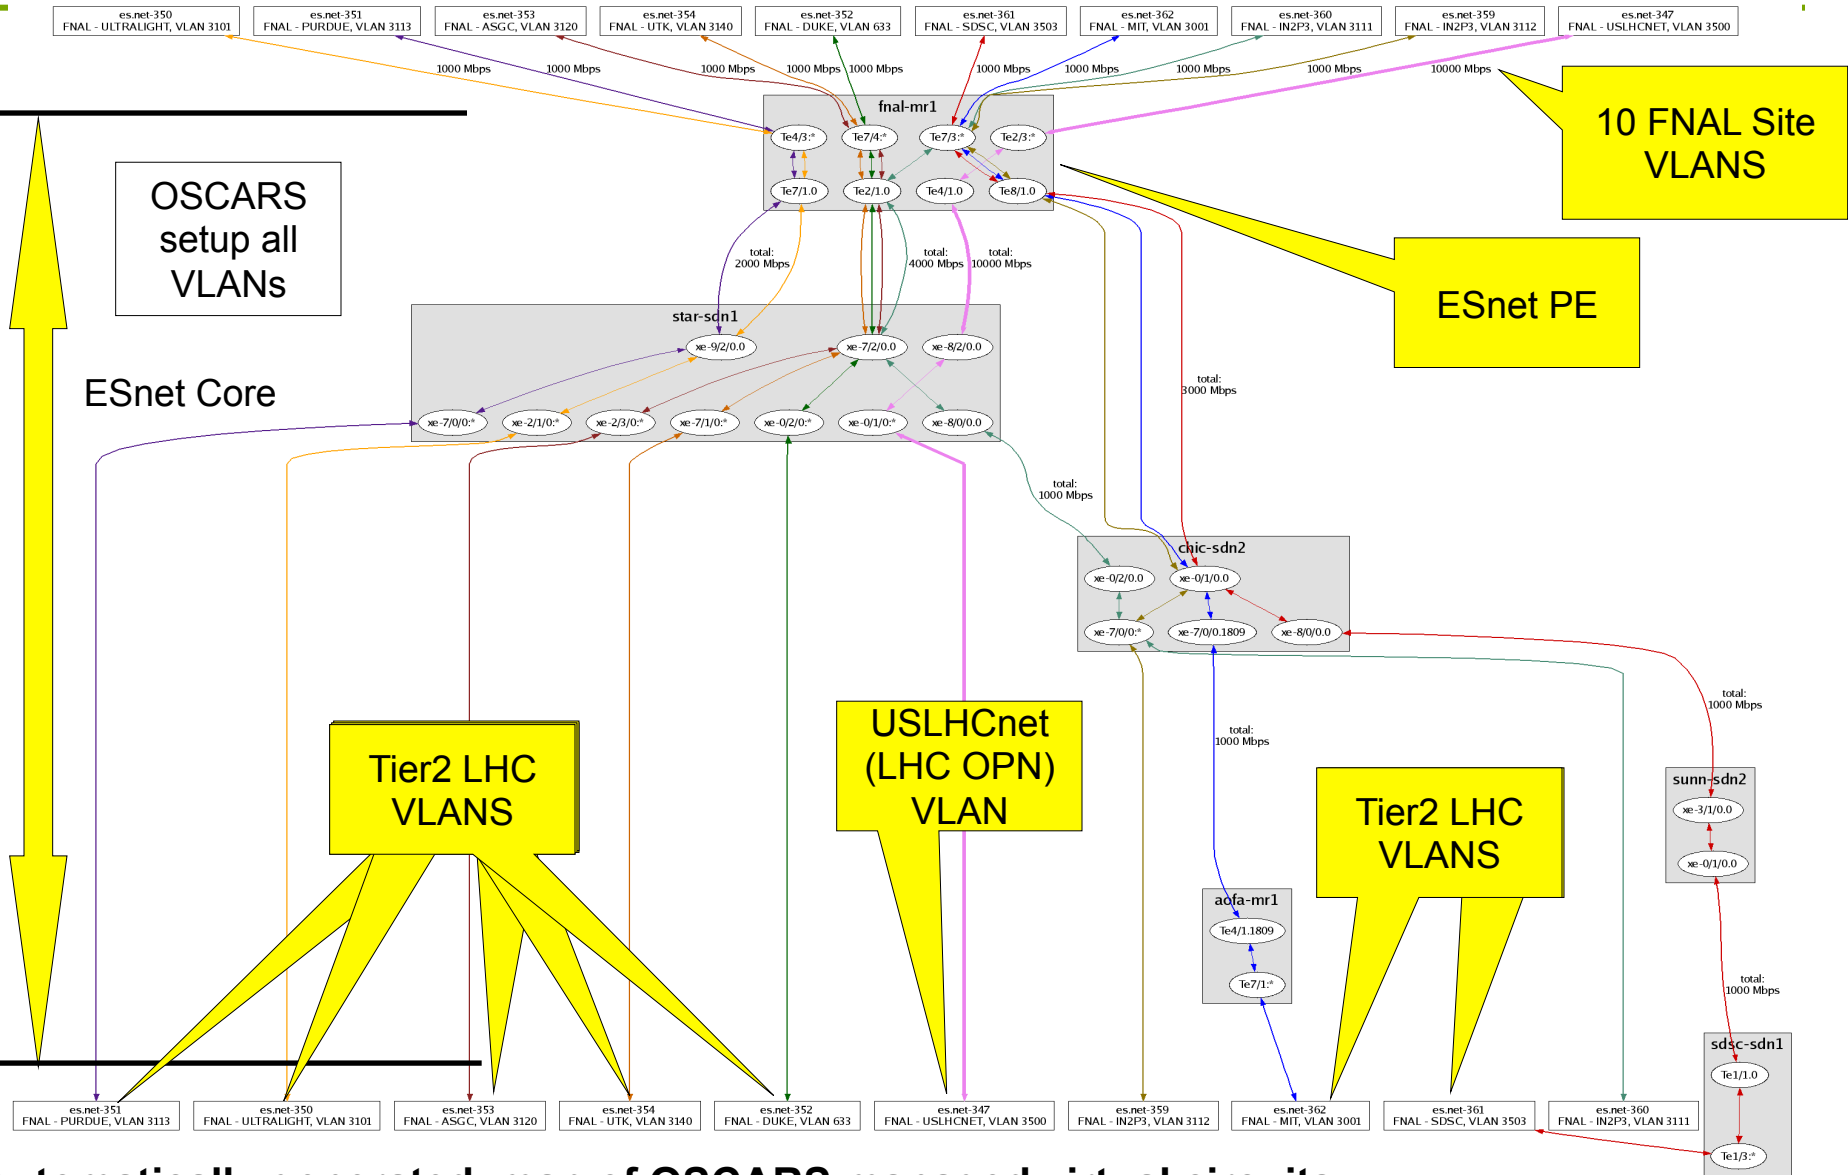 es.net-350
FNAL - ULTRALIGHT, VLAN 3101
es.net-351
FNAL - PURDUE, VLAN 3113
es.net-353
FNAL - ASGC, VLAN 3120
es.net-354
FNAL - UTK, VLAN 3140
es.net-352
FNAL - DUKE, VLAN 633
es.net-361
FNAL - SDSC, VLAN 3503
es.net-362
FNAL - MIT, VLAN 3001
es.net-360
FNAL - IN2P3, VLAN 3111
es.net-359
FNAL - IN2P3, VLAN 3112
es.net-347
FNAL - USLHCNET, VLAN 3500
1000 Mbps
1000 Mbps
1000 Mbps
1000 Mbps
1000 Mbps
1000 Mbps
1000 Mbps
1000 Mbps
1000 Mbps
10000 Mbps
10 FNAL Site
VLANS
fnal-mr1
Te4/3:*
Te7/4:*
Te7/3:*
Te2/3:*
Te7/1.0
Te2/1.0
Te4/1.0
Te8/1.0
OSCARS
setup all
VLANs
ESnet PE
total:
2000 Mbps
total:
4000 Mbps
total:
10000 Mbps
star-sdn1
xe-9/2/0.0
xe-7/2/0.0
xe-8/2/0.0
ESnet Core
total:
3000 Mbps
xe-7/0/0:*
xe-2/1/0:*
xe-2/3/0:*
xe-7/1/0:*
xe-0/2/0:*
xe-0/1/0:*
xe-8/0/0.0
total:
1000 Mbps
chic-sdn2
xe-0/2/0.0
xe-0/1/0.0
xe-7/0/0:*
xe-7/0/0.1809
xe-8/0/0.0
total:
1000 Mbps
total:
1000 Mbps
Tier2 LHC
VLANS
USLHCnet
(LHC OPN)
VLAN
Tier2 LHC
VLANS
sunn-sdn2
xe-3/1/0.0
xe-0/1/0.0
aofa-mr1
Te4/1.1809
Te7/1:*
total:
1000 Mbps
sdsc-sdn1
Te1/1.0
Te1/3:*
es.net-351
FNAL - PURDUE, VLAN 3113
es.net-350
FNAL - ULTRALIGHT, VLAN 3101
es.net-353
FNAL - ASGC, VLAN 3120
es.net-354
FNAL - UTK, VLAN 3140
es.net-352
FNAL - DUKE, VLAN 633
es.net-347
FNAL - USLHCNET, VLAN 3500
es.net-359
FNAL - IN2P3, VLAN 3112
es.net-362
FNAL - MIT, VLAN 3001
es.net-361
FNAL - SDSC, VLAN 3503
es.net-360
FNAL - IN2P3, VLAN 3111
map of OSCARS managed virtual circuits